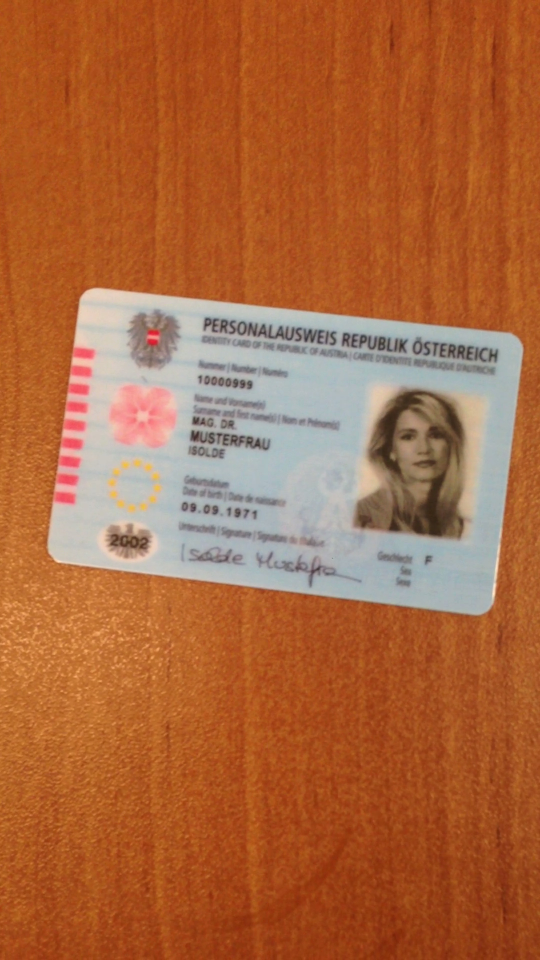 PERSONALAUSWEIS REPUBLIK ÖSTERREICH
IDENTITY CARD OF THE REPUBLIC OF AUSTRIA | CARTE D'IDENTITÉ RÉPUBLIQUE D'AUTRICHE
Nummer | Number | Numéro
10000999
Name und Vorname(n)
Surname and first name(s) | Nom et Prénom(s)
MAG. DR.
MUSTERFRAU
ISOLDE
Geburtsdatum
Date of birth | Date de naissance
09.09.1971
Unterschrift | Signature | Signature du titulaire
Isolde Musterfrau
Geschlecht F
Sex
Sexe
2002